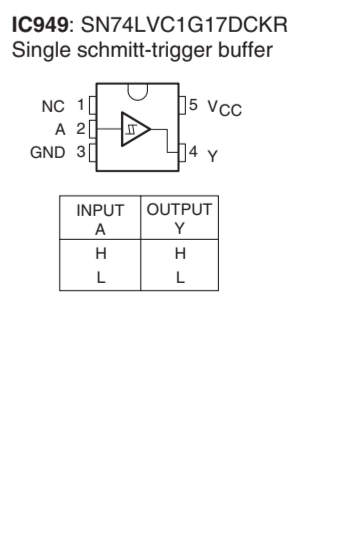 IC949: SN74LVC1G17DCKR
Single schmitt-trigger buffer
NC 1 5 VCC
A 2
GND 3 4 Y
INPUT OUTPUT
A Y
H H
L L